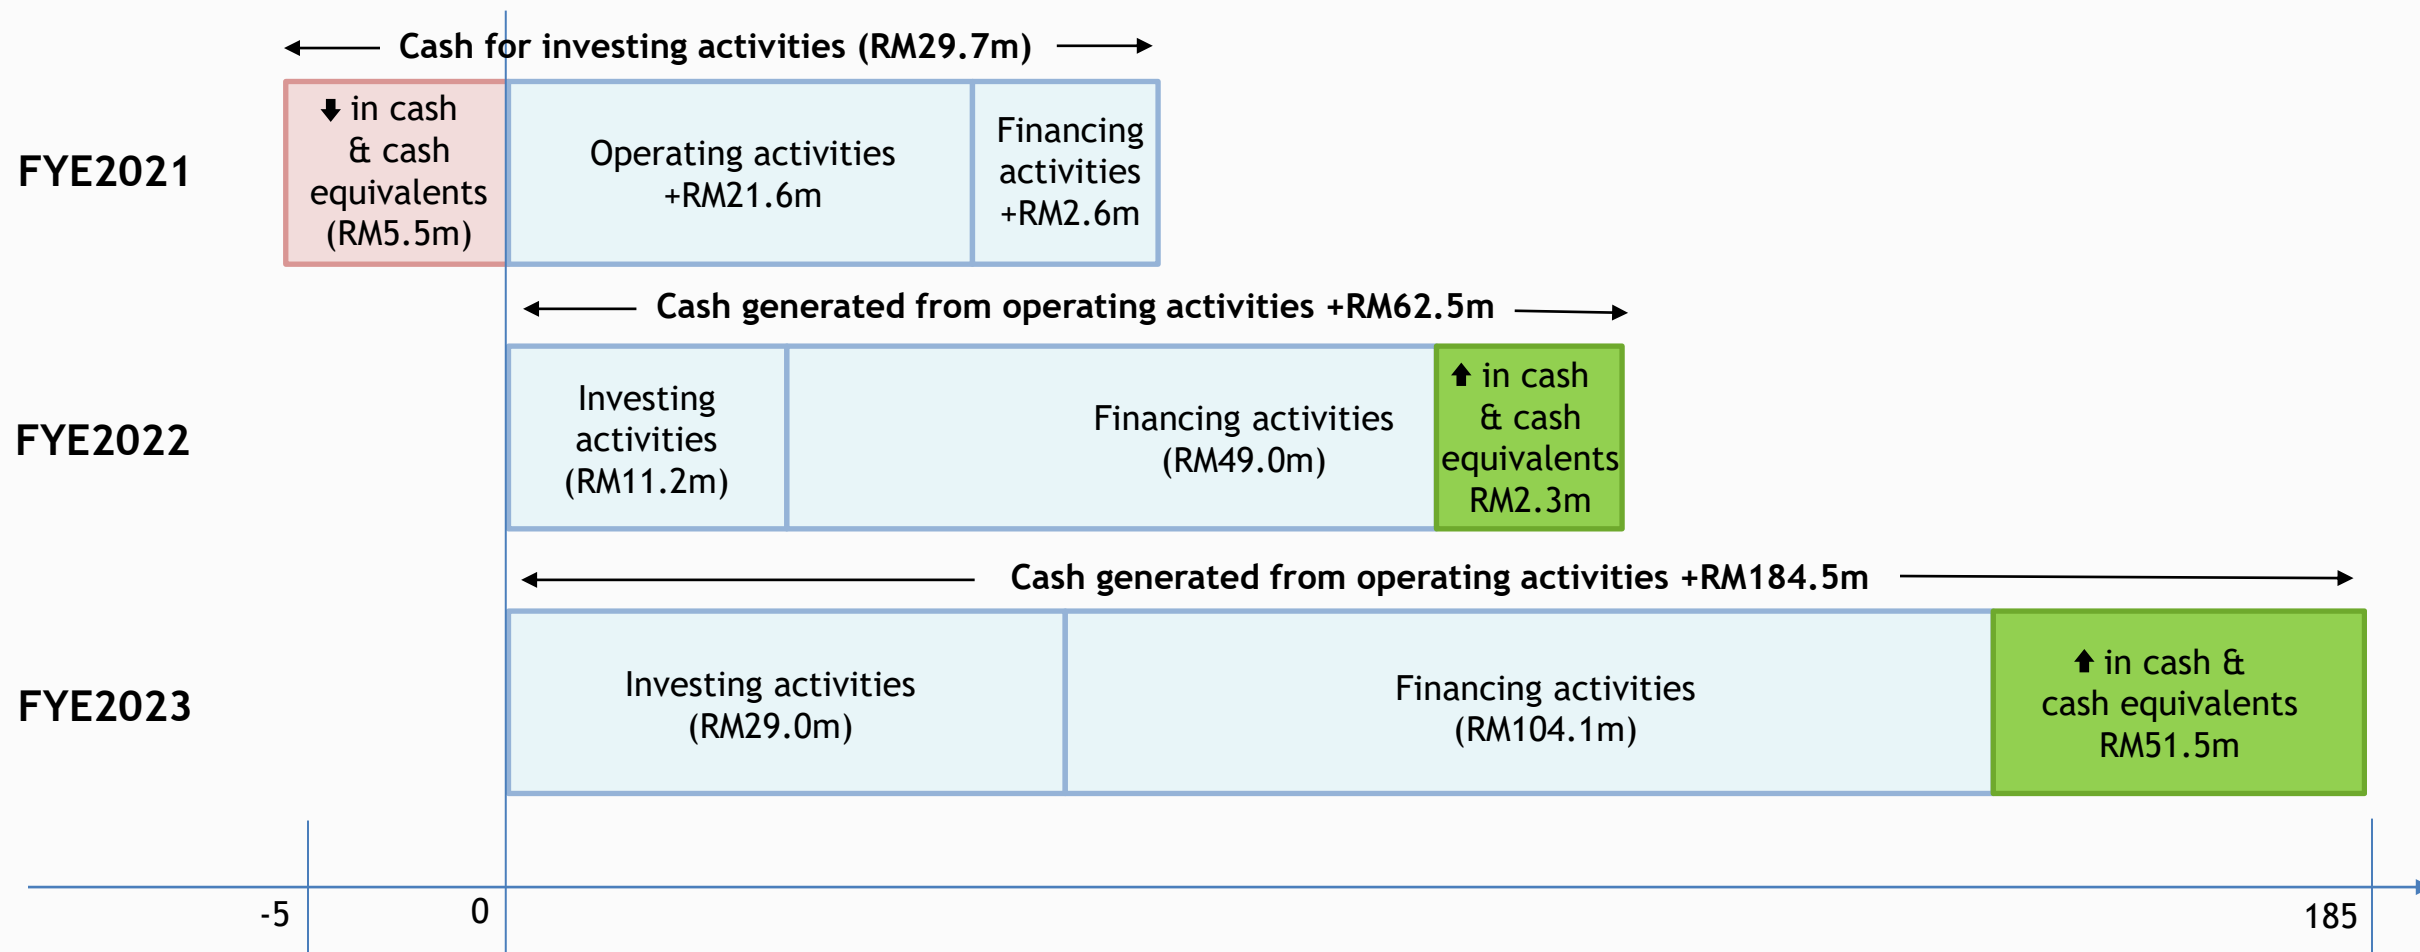 Cash for investing activities (RM29.7m)
FYE2021
🡇 in cash
& cash
equivalents
(RM5.5m)
Operating activities
+RM21.6m
Financing
activities
+RM2.6m
Cash generated from operating activities +RM62.5m
FYE2022
Investing
activities
(RM11.2m)
Financing activities
(RM49.0m)
🡅 in cash
& cash
equivalents
RM2.3m
Cash generated from operating activities +RM184.5m
FYE2023
Investing activities
(RM29.0m)
Financing activities
(RM104.1m)
🡅 in cash &
cash equivalents
RM51.5m
-5
0
185